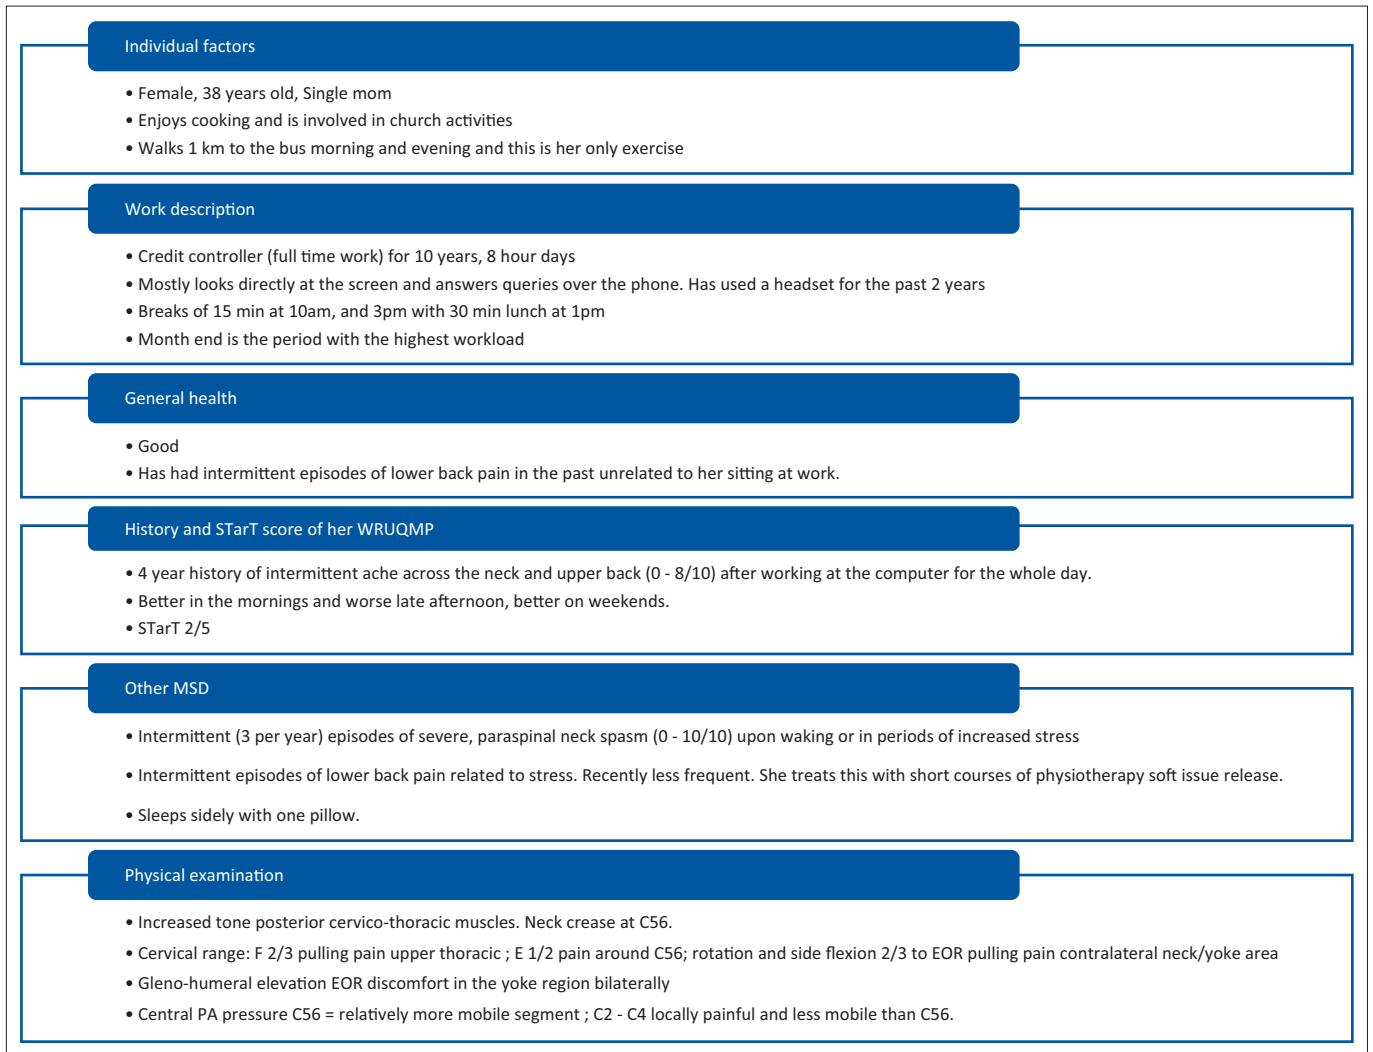 Individual factors
• Female, 38 years old, Single mom
• Enjoys cooking and is involved in church activities
• Walks 1 km to the bus morning and evening and this is her only exercise
Work description
• Credit controller (full time work) for 10 years, 8 hour days
• Mostly looks directly at the screen and answers queries over the phone. Has used a headset for the past 2 years
• Breaks of 15 min at 10am, and 3pm with 30 min lunch at 1pm
• Month end is the period with the highest workload
General health
• Good
• Has had intermittent episodes of lower back pain in the past unrelated to her sitting at work.
History and STarT score of her WRUQMP
• 4 year history of intermittent ache across the neck and upper back (0 - 8/10) after working at the computer for the whole day.
• Better in the mornings and worse late afternoon, better on weekends.
• STarT 2/5
Other MSD
• Intermittent (3 per year) episodes of severe, paraspinal neck spasm (0 - 10/10) upon waking or in periods of increased stress
• Intermittent episodes of lower back pain related to stress. Recently less frequent. She treats this with short courses of physiotherapy soft issue release.
• Sleeps sidely with one pillow.
Physical examination
• Increased tone posterior cervico-thoracic muscles. Neck crease at C56.
• Cervical range: F 2/3 pulling pain upper thoracic ; E 1/2 pain around C56; rotation and side flexion 2/3 to EOR pulling pain contralateral neck/yoke area
• Gleno-humeral elevation EOR discomfort in the yoke region bilaterally
• Central PA pressure C56 = relatively more mobile segment ; C2 - C4 locally painful and less mobile than C56.